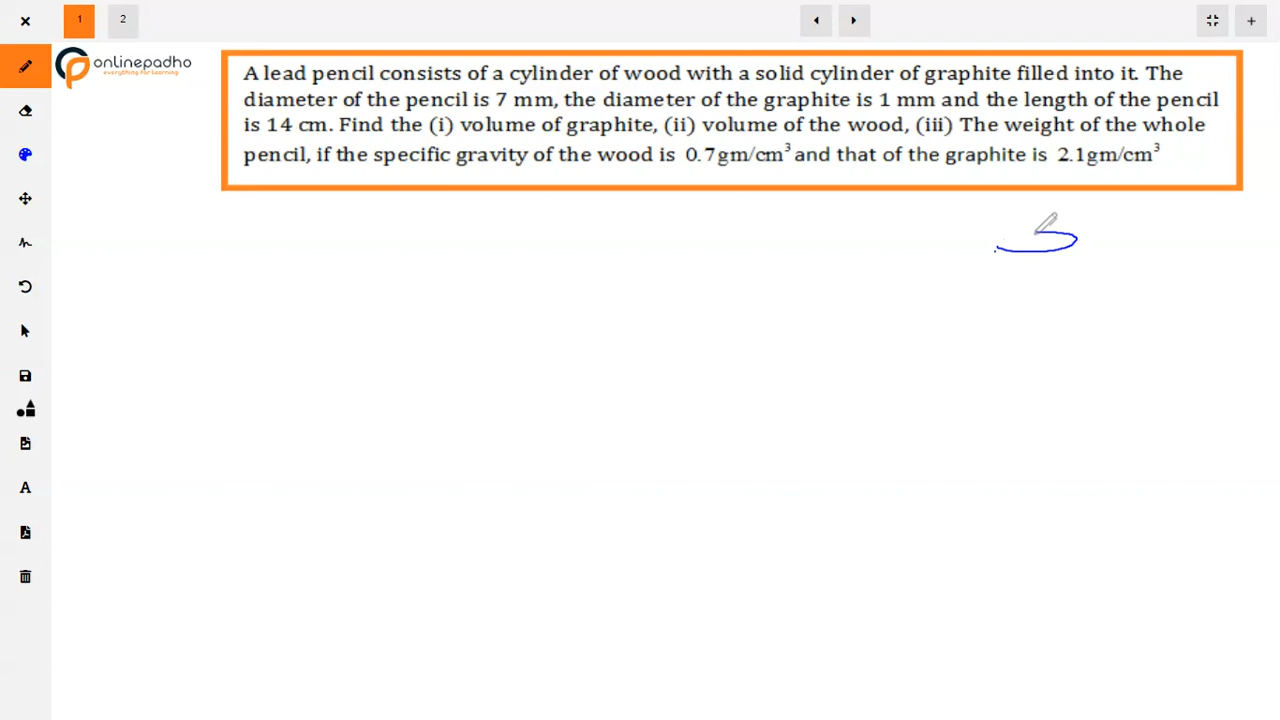 1
2
onlinepadho
everything for learning
A lead pencil consists of a cylinder of wood with a solid cylinder of graphite filled into it. The
diameter of the pencil is 7 mm, the diameter of the graphite is 1 mm and the length of the pencil
is 14 cm. Find the (i) volume of graphite, (ii) volume of the wood, (iii) The weight of the whole
pencil, if the specific gravity of the wood is 0.7gm/cm³ and that of the graphite is 2.1gm/cm³